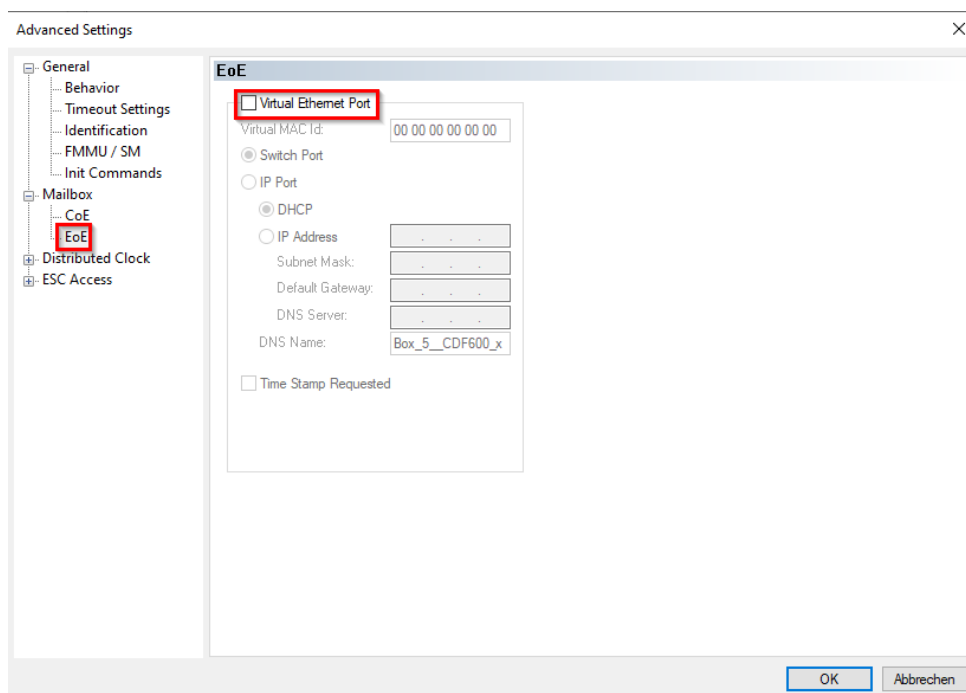 Advanced Settings
General
Behavior
Timeout Settings
Identification
FMMU / SM
Init Commands
Mailbox
CoE
EoE
Distributed Clock
ESC Access
EoE
Virtual Ethernet Port
Virtual MAC Id: 00 00 00 00 00 00
Switch Port
IP Port
DHCP
IP Address . . .
Subnet Mask: . . .
Default Gateway: . . .
DNS Server: . . .
DNS Name: Box_5__CDF600_x
Time Stamp Requested
OK Abbrechen